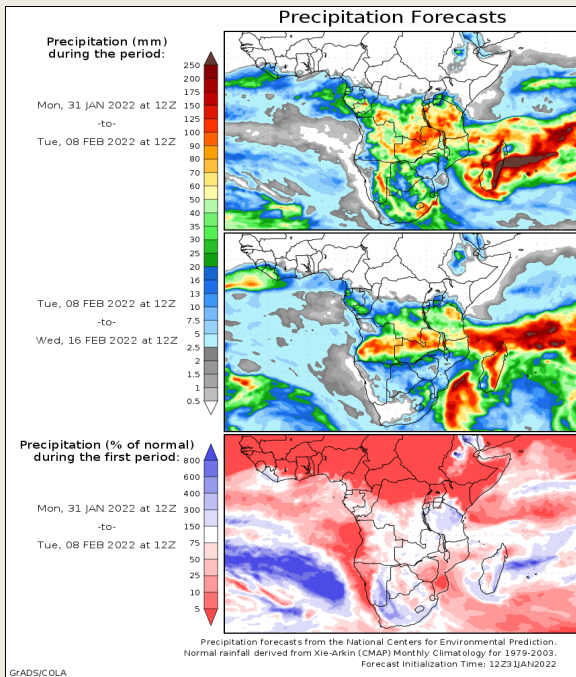 Precipitation Forecasts
Precipitation (mm)
during the period:
Mon, 31 JAN 2022 at 12Z
-to-
Tue, 08 FEB 2022 at 12Z
250
200
175
150
125
100
90
80
70
60
50
40
35
30
25
20
16
13
10
7.5
5
2.5
2
1.5
1
0.5
Tue, 08 FEB 2022 at 12Z
-to-
Wed, 16 FEB 2022 at 12Z
Precipitation (% of normal)
during the first period:
Mon, 31 JAN 2022 at 12Z
-to-
Tue, 08 FEB 2022 at 12Z
800
600
400
300
150
75
50
25
10
5
Precipitation forecasts from the National Centers for Environmental Prediction.
Normal rainfall derived from Xie-Arkin (CMAP) Monthly Climatology for 1979-2003.
Forecast Initialization Time: 12Z31JAN2022
GrADS/COLA